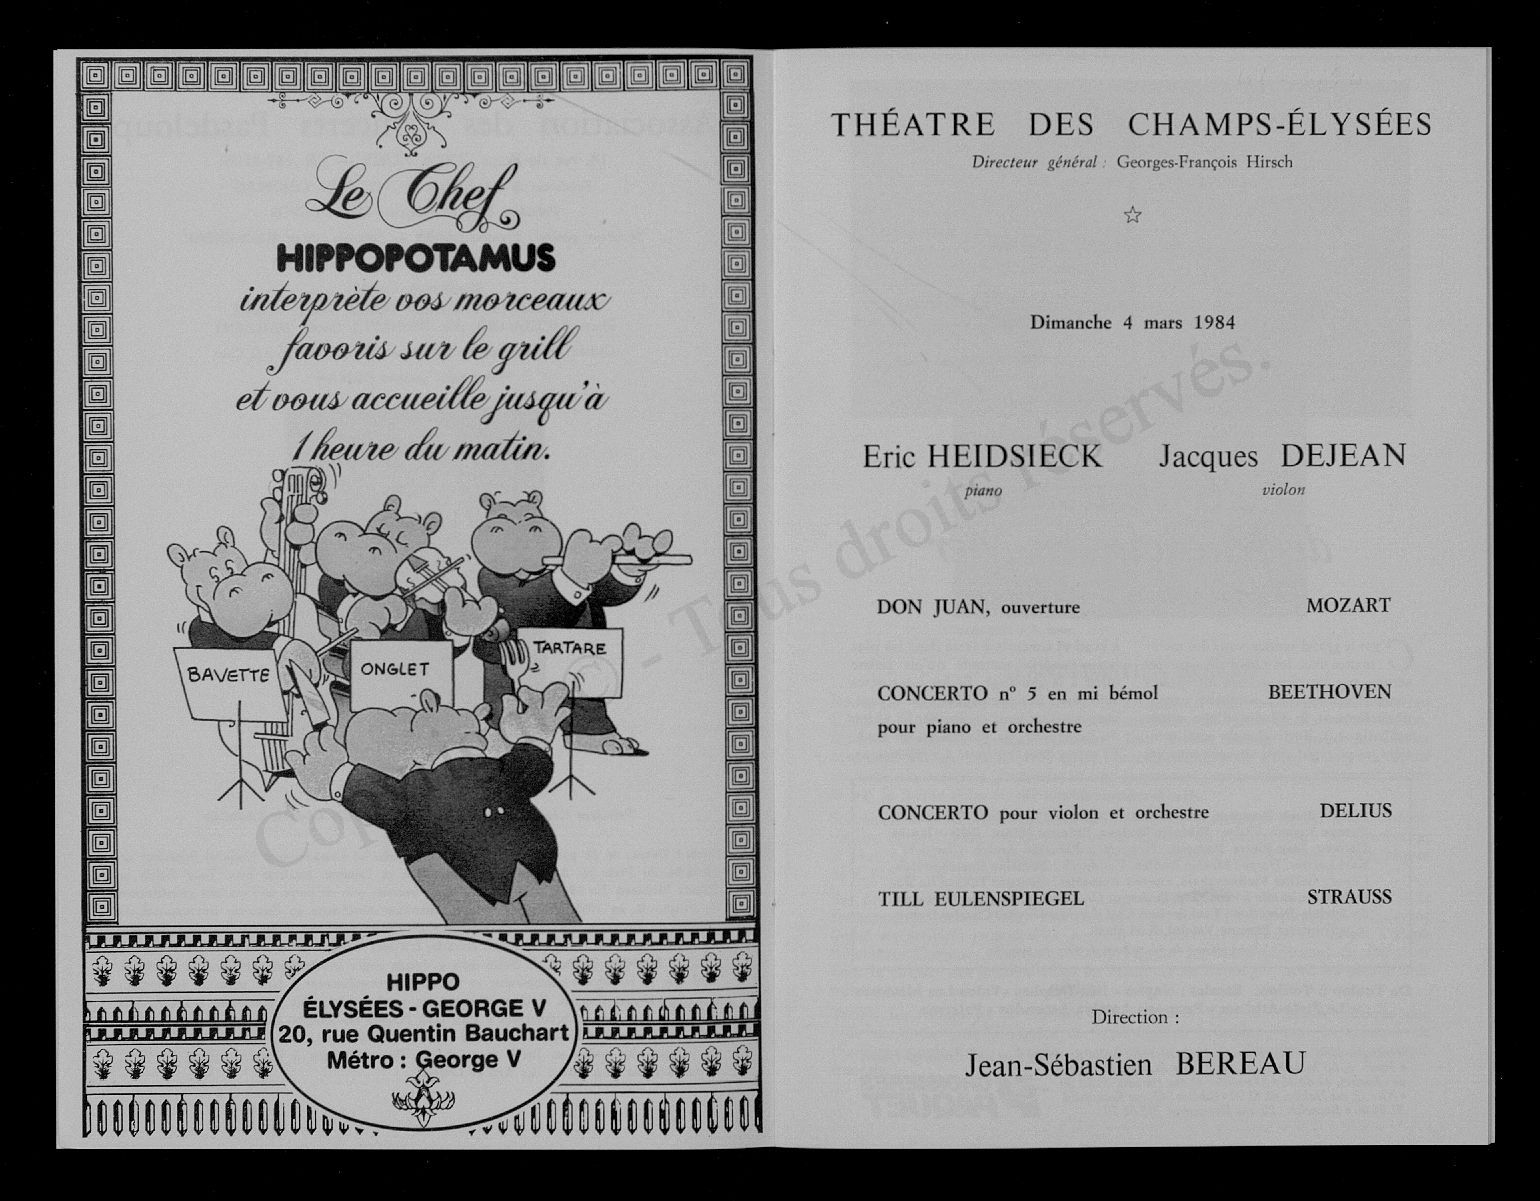 Le Chef
HIPPOPOTAMUS
interprète vos morceaux
favoris sur le grill
et vous accueille jusqu'à
1 heure du matin.
BAVETTE
ONGLET
TARTARE
HIPPO
ÉLYSÉES - GEORGE V
20, rue Quentin Bauchart
Métro : George V
THÉATRE DES CHAMPS-ÉLYSÉES
Directeur général : Georges-François Hirsch
Dimanche 4 mars 1984
Eric HEIDSIECK Jacques DEJEAN
piano violon
DON JUAN, ouverture MOZART
CONCERTO n° 5 en mi bémol BEETHOVEN
pour piano et orchestre
CONCERTO pour violon et orchestre DELIUS
TILL EULENSPIEGEL STRAUSS
Direction :
Jean-Sébastien BEREAU
© - Tous droits réservés.